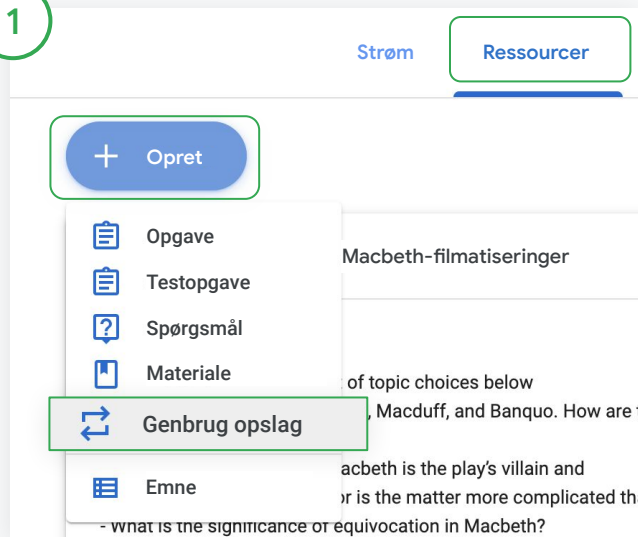 1
Strøm
Ressourcer
+ Opret
Opgave
Macbeth-filmatiseringer
Testopgave
Spørgsmål
Materiale
of topic choices below
Genbrug opslag
, Macduff, and Banquo. How are
acbeth is the play's villain and
Emne
or is the matter more complicated
- What is the significance of equivocation in Macbeth?